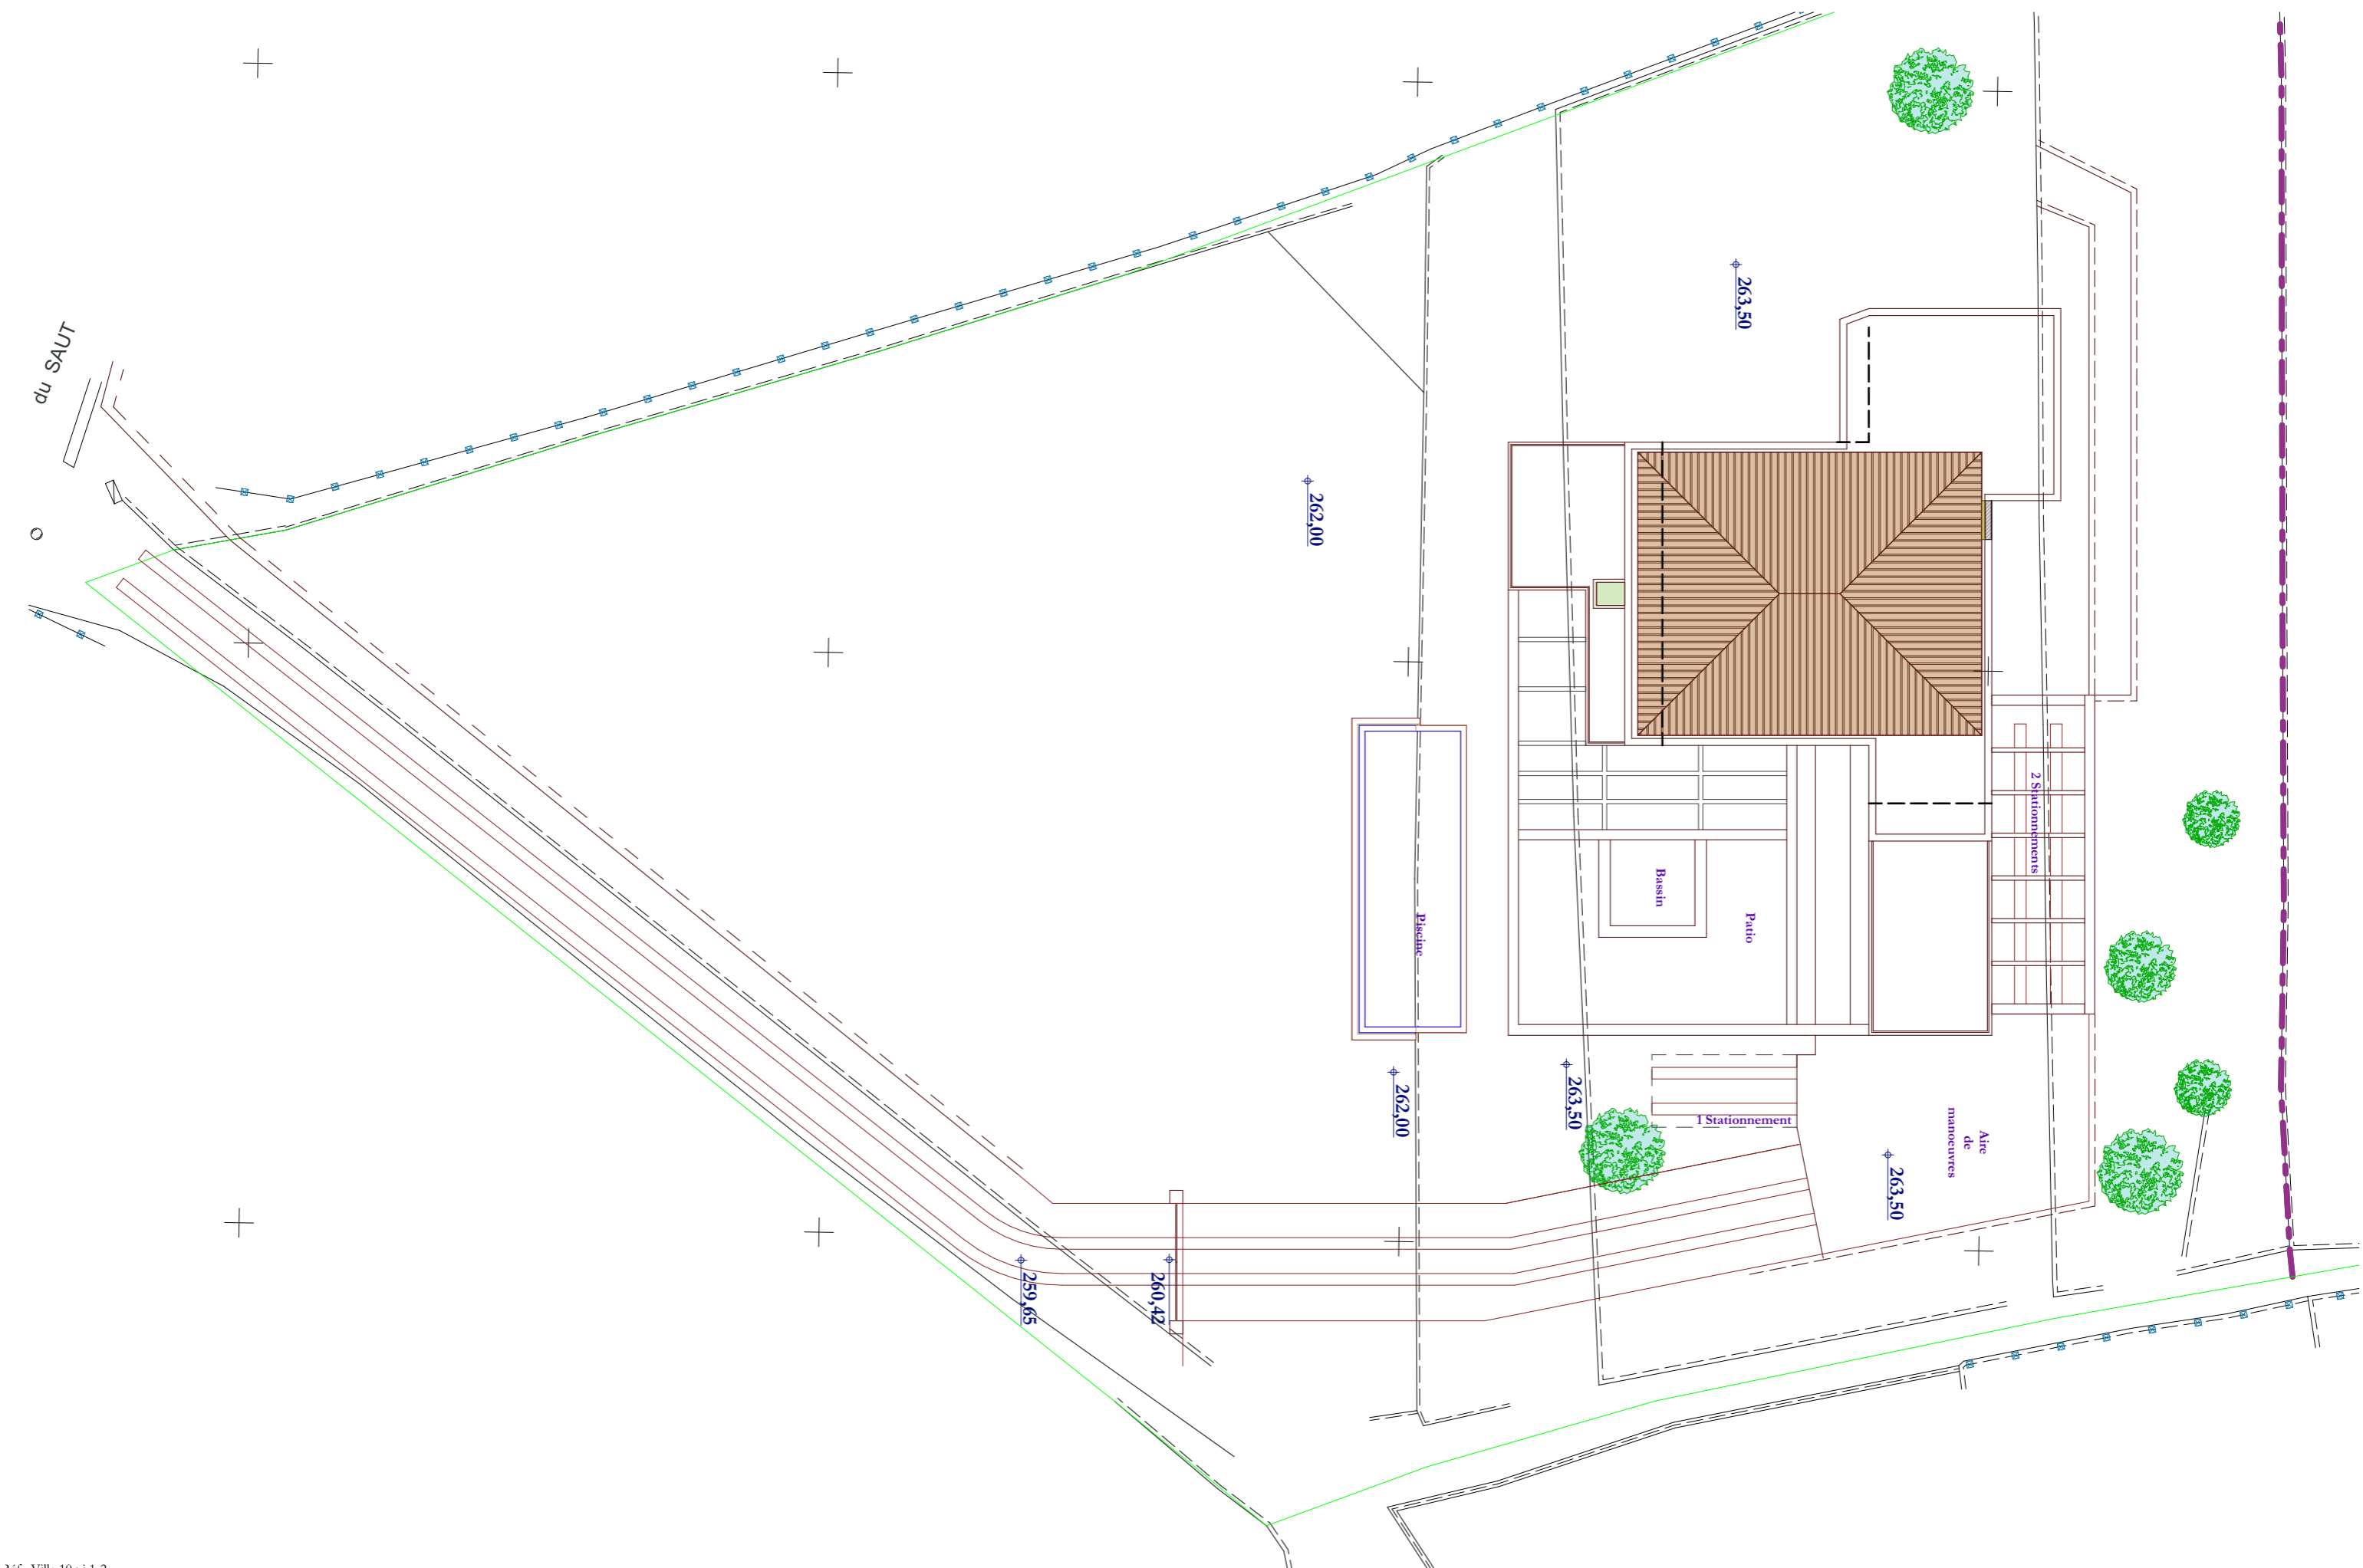 du SAUT
263,50
262,00
2 Stationnements
Bassin
Patio
Piscine
262,00
263,50
1 Stationnement
Aire
de
manoeuvres
263,50
259,65
260,42